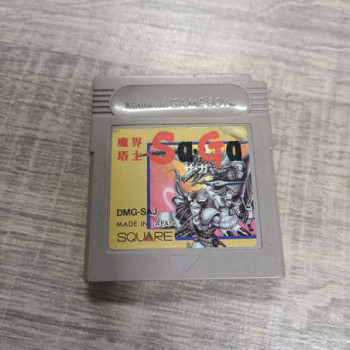 Nintendo GAME BOY
魔界
塔士
SaGa
サ・ガ
DMG-SAJ
MADE IN JAPAN
SQUARE